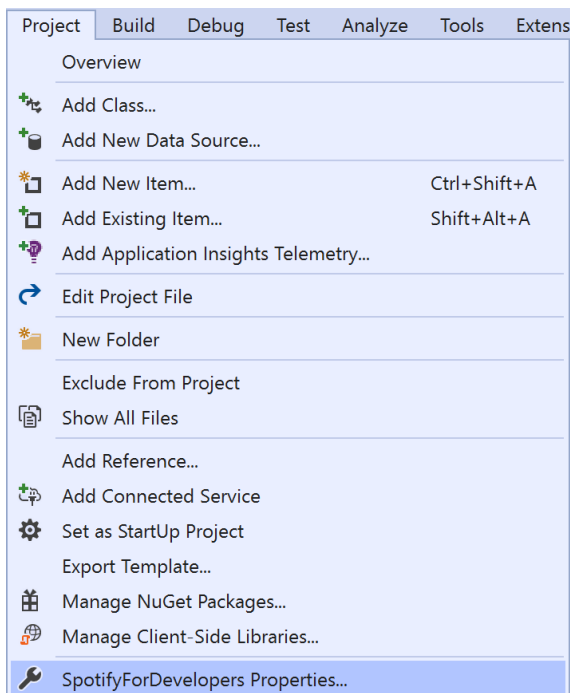 Project Build Debug Test Analyze Tools Extens
Overview
Add Class...
Add New Data Source...
Add New Item... Ctrl+Shift+A
Add Existing Item... Shift+Alt+A
Add Application Insights Telemetry...
Edit Project File
New Folder
Exclude From Project
Show All Files
Add Reference...
Add Connected Service
Set as StartUp Project
Export Template...
Manage NuGet Packages...
Manage Client-Side Libraries...
SpotifyForDevelopers Properties...